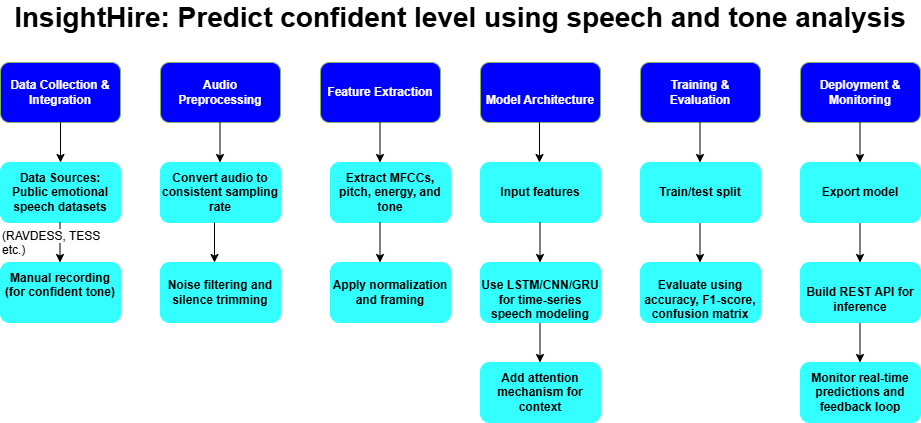 InsightHire: Predict confident level using speech and tone analysis
Data Collection &
Integration
Data Sources:
Public emotional
speech datasets
(RAVDESS, TESS
etc.)
Manual recording
(for confident tone)
Audio
Preprocessing
Convert audio to
consistent sampling
rate
Noise filtering and
silence trimming
Feature Extraction
Extract MFCCs,
pitch, energy, and
tone
Apply normalization
and framing
Model Architecture
Input features
Use LSTM/CNN/GRU
for time-series
speech modeling
Add attention
mechanism for
context
Training &
Evaluation
Train/test split
Evaluate using
accuracy, F1-score,
confusion matrix
Deployment &
Monitoring
Export model
Build REST API for
inference
Monitor real-time
predictions and
feedback loop